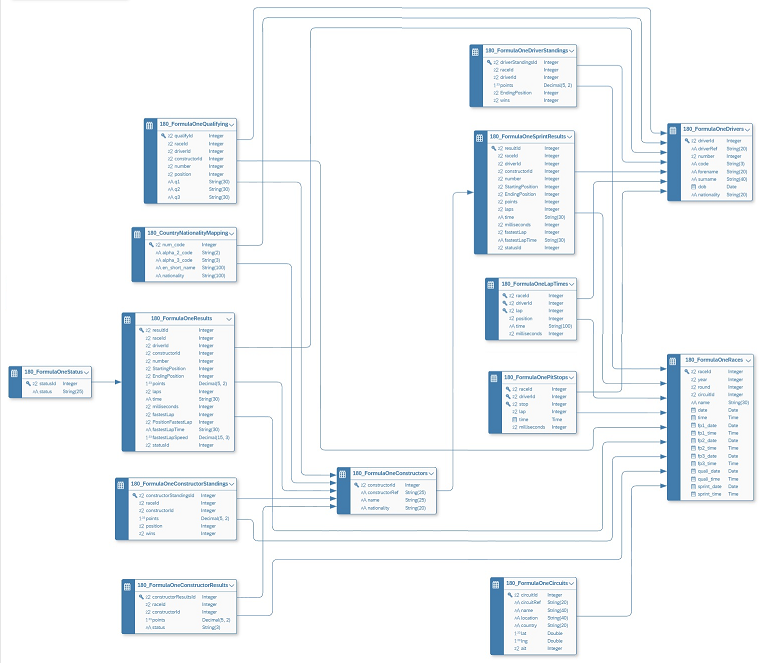 180_FormulaOneDriverStandings
driverStandingsId Integer
raceId Integer
driverId Integer
points Decimal(5, 2)
EndingPosition Integer
wins Integer
180_FormulaOneQualifying
qualifyId Integer
raceId Integer
driverId Integer
constructorId Integer
number Integer
position Integer
q1 String(30)
q2 String(30)
q3 String(30)
180_FormulaOneDrivers
driverId Integer
driverRef String(20)
number Integer
code String(3)
forename String(20)
surname String(40)
dob Date
nationality String(20)
180_FormulaOneSprintResults
resultId Integer
raceId Integer
driverId Integer
constructorId Integer
number Integer
StartingPosition Integer
EndingPosition Integer
points Integer
laps Integer
time String(30)
milliseconds Integer
fastestLap Integer
fastestLapTime String(30)
statusId Integer
180_CountryNationalityMapping
num_code Integer
alpha_2_code String(2)
alpha_3_code String(3)
en_short_name String(100)
nationality String(100)
180_FormulaOneLapTimes
raceId Integer
driverId Integer
lap Integer
position Integer
time String(100)
milliseconds Integer
180_FormulaOneResults
resultId Integer
raceId Integer
driverId Integer
constructorId Integer
number Integer
StartingPosition Integer
EndingPosition Integer
points Decimal(5, 2)
laps Integer
time String(30)
milliseconds Integer
fastestLap Integer
PositionFastestLap Integer
fastestLapTime String(30)
fastestLapSpeed Decimal(15, 3)
statusId Integer
180_FormulaOneStatus
statusId Integer
status String(25)
180_FormulaOnePitStops
raceId Integer
driverId Integer
stop Integer
lap Integer
time Time
milliseconds Integer
180_FormulaOneRaces
raceId Integer
year Integer
round Integer
circuitId Integer
name String(30)
date Date
time Time
fp1_date Date
fp1_time Time
fp2_date Date
fp2_time Time
fp3_date Date
fp3_time Time
quali_date Date
quali_time Time
sprint_date Date
sprint_time Time
180_FormulaOneConstructors
constructorId Integer
constructorRef String(25)
name String(25)
nationality String(20)
180_FormulaOneConstructorStandings
constructorStandingsId Integer
raceId Integer
constructorId Integer
points Decimal(5, 2)
position Integer
wins Integer
180_FormulaOneConstructorResults
constructorResultsId Integer
raceId Integer
constructorId Integer
points Decimal(5, 2)
status String(3)
180_FormulaOneCircuits
circuitId Integer
circuitRef String(20)
name String(40)
location String(40)
country String(20)
lat Double
lng Double
alt Integer